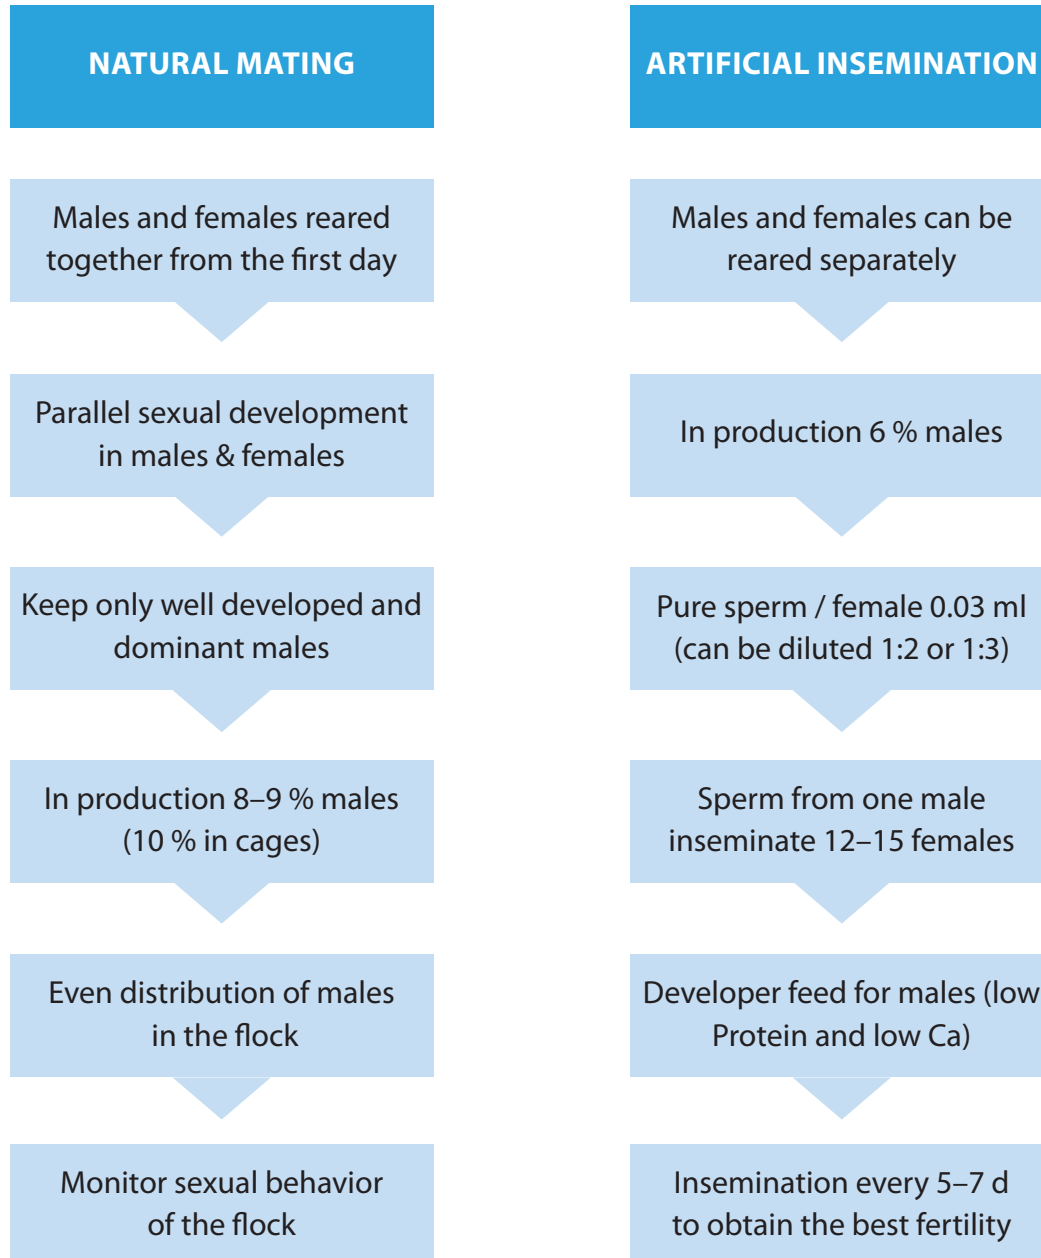 NATURAL MATING
Males and females reared
together from the first day
Parallel sexual development
in males & females
Keep only well developed and
dominant males
In production 8–9 % males
(10 % in cages)
Even distribution of males
in the flock
Monitor sexual behavior
of the flock
ARTIFICIAL INSEMINATION
Males and females can be
reared separately
In production 6 % males
Pure sperm / female 0.03 ml
(can be diluted 1:2 or 1:3)
Sperm from one male
inseminate 12–15 females
Developer feed for males (low
Protein and low Ca)
Insemination every 5–7 d
to obtain the best fertility